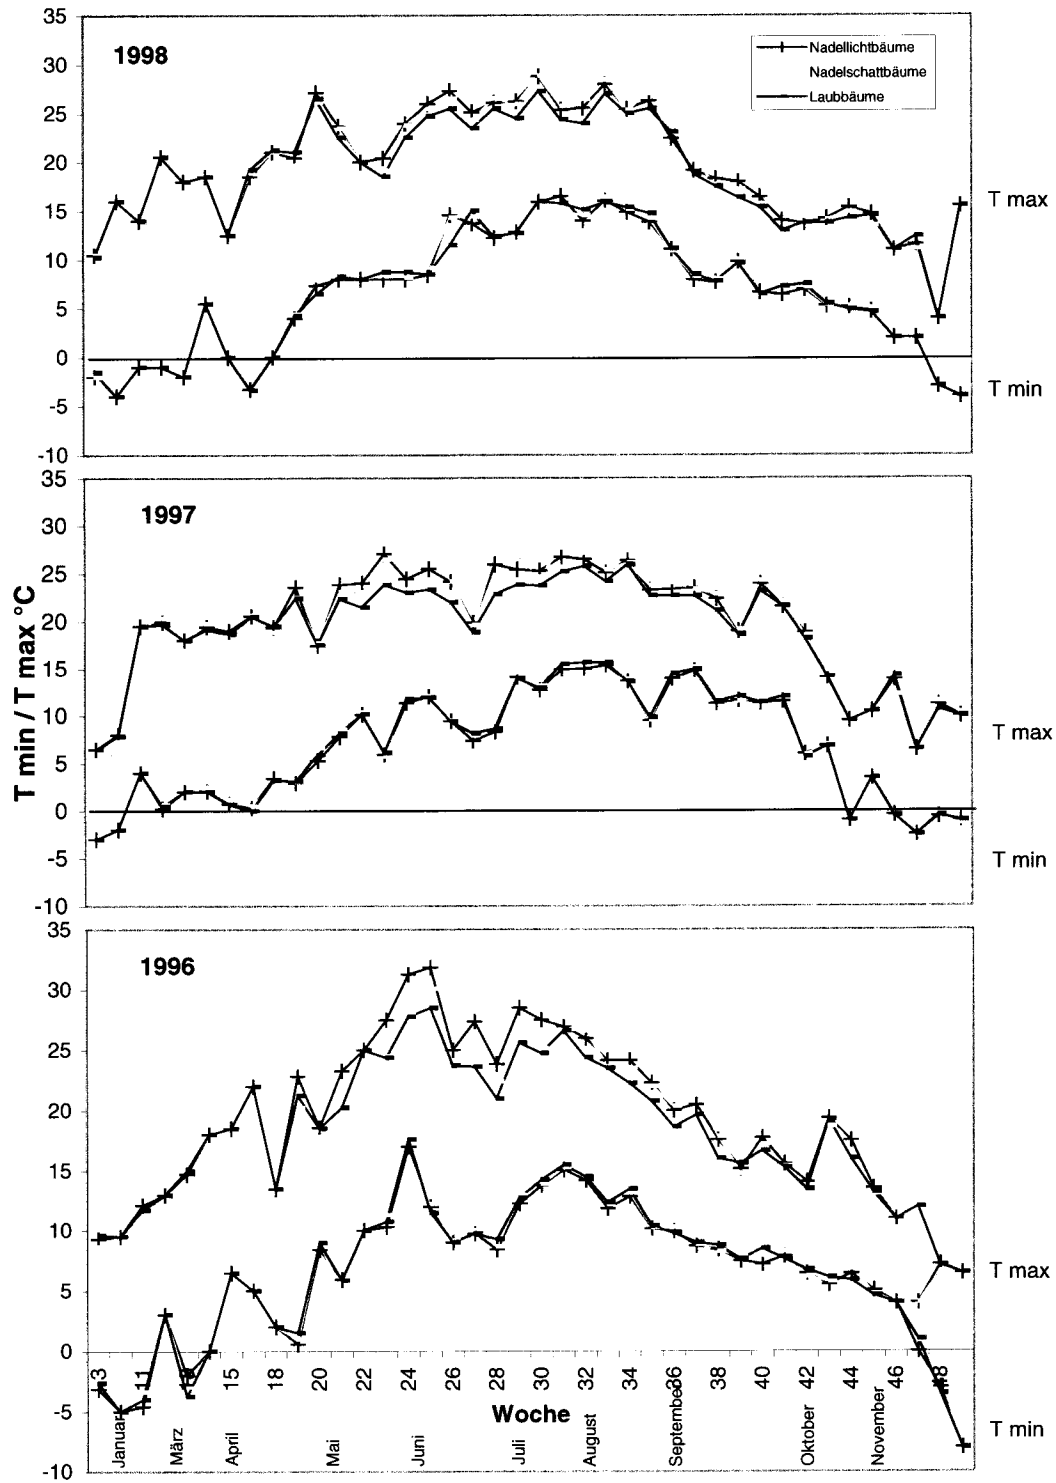 35
30
25
20
15
10
5
0
-5
-10
1998
Nadellichtbäume
Nadelschattbäume
Laubbäume
T max
T min
35
30
25
20
15
10
5
0
-5
-10
1997
T max
T min
T min / T max °C
35
30
25
20
15
10
5
0
-5
-10
1996
T max
T min
3 11 13 15 18 20 22 24 26 28 30 32 34 36 38 40 42 44 46 48
Woche
Januar März April Mai Juni Juli August September Oktober November